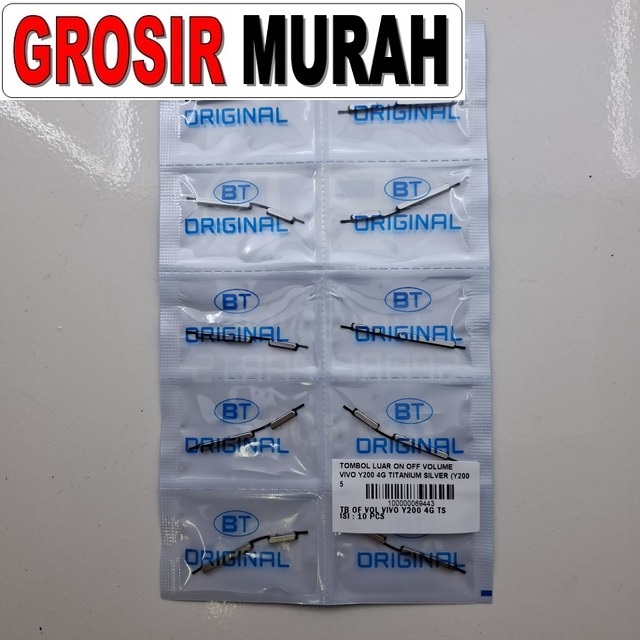 GROSIR MURAH
ORIGINAL ORIGINAL
BT BT
ORIGINAL ORIGINAL
BT BT
ORIGINAL ORIGINAL
BT BT
ORIGINAL ORIGINAL
TOMBOL LUAR ON OFF VOLUME
VIVO Y200 4G TITANIUM SILVER (Y200
5
100000069443
TB OF VOL VIVO Y200 4G TS
ISI : 10 PCS
BT
ORIGINAL ORIGINAL